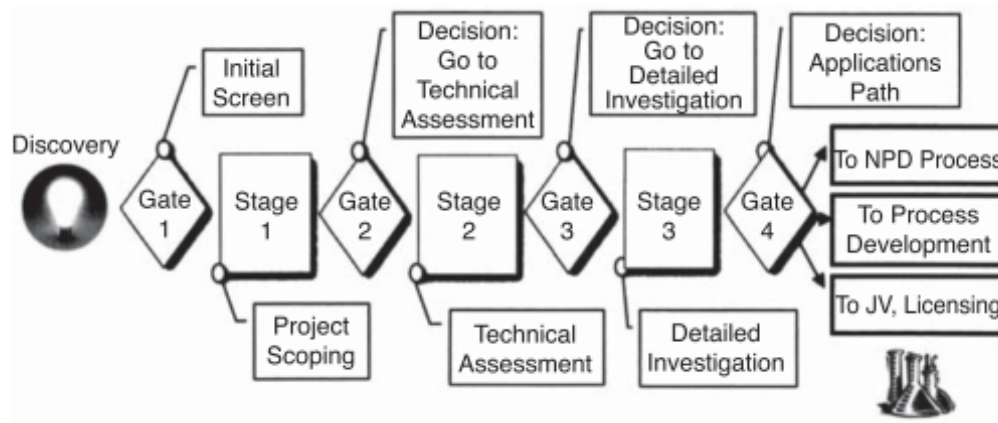 Discovery
Gate
1
Initial
Screen
Stage
1
Project
Scoping
Gate
2
Decision:
Go to
Technical
Assessment
Stage
2
Technical
Assessment
Gate
3
Decision:
Go to
Detailed
Investigation
Stage
3
Detailed
Investigation
Gate
4
Decision:
Applications
Path
To NPD Process
To Process
Development
To JV, Licensing